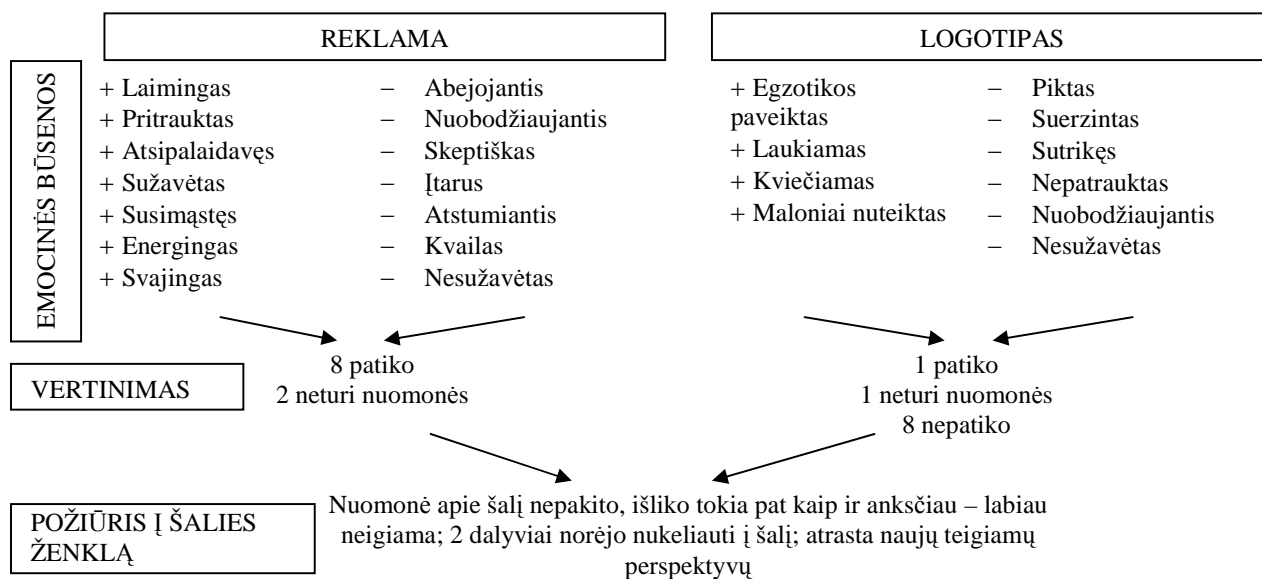 REKLAMA
LOGOTIPAS
EMOCINĖS BŪSENOS
+ Laimingas
+ Pritrauktas
+ Atsipalaidavęs
+ Sužavėtas
+ Susimąstęs
+ Energingas
+ Svajingas
– Abejojantis
– Nuobodžiaujantis
– Skeptiškas
– Įtarus
– Atstumiantis
– Kvailas
– Nesužavėtas
+ Egzotikos
paveiktas
+ Laukiamas
+ Kviečiamas
+ Maloniai nuteiktas
– Piktas
– Suerzintas
– Sutrikęs
– Nepatrauktas
– Nuobodžiaujantis
– Nesužavėtas
VERTINIMAS
8 patiko
2 neturi nuomonės
1 patiko
1 neturi nuomonės
8 nepatiko
POŽIŪRIS Į ŠALIES
ŽENKLĄ
Nuomonė apie šalį nepakito, išliko tokia pat kaip ir anksčiau – labiau
neigiama; 2 dalyviai norėjo nukeliauti į šalį; atrasta naujų teigiamų
perspektyvų